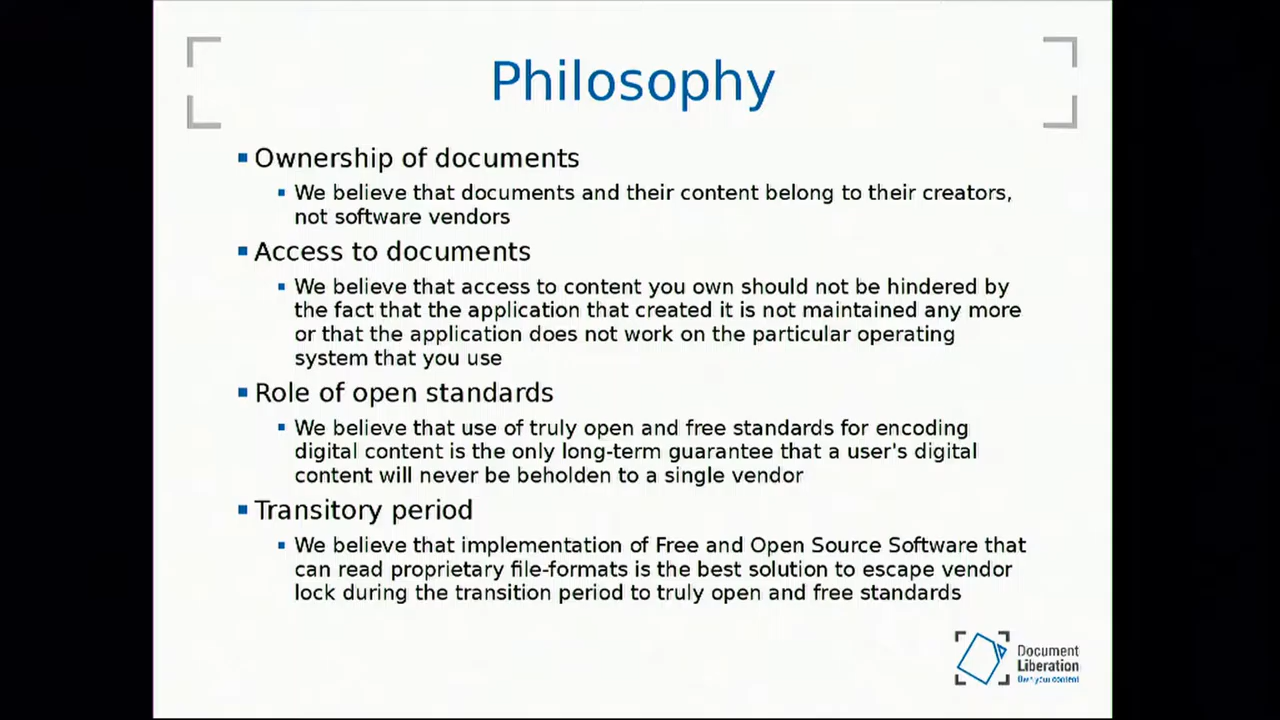 Philosophy
Ownership of documents
We believe that documents and their content belong to their creators,
not software vendors
Access to documents
We believe that access to content you own should not be hindered by
the fact that the application that created it is not maintained any more
or that the application does not work on the particular operating
system that you use
Role of open standards
We believe that use of truly open and free standards for encoding
digital content is the only long-term guarantee that a user's digital
content will never be beholden to a single vendor
Transitory period
We believe that implementation of Free and Open Source Software that
can read proprietary file-formats is the best solution to escape vendor
lock during the transition period to truly open and free standards
Document
Liberation
Own your content